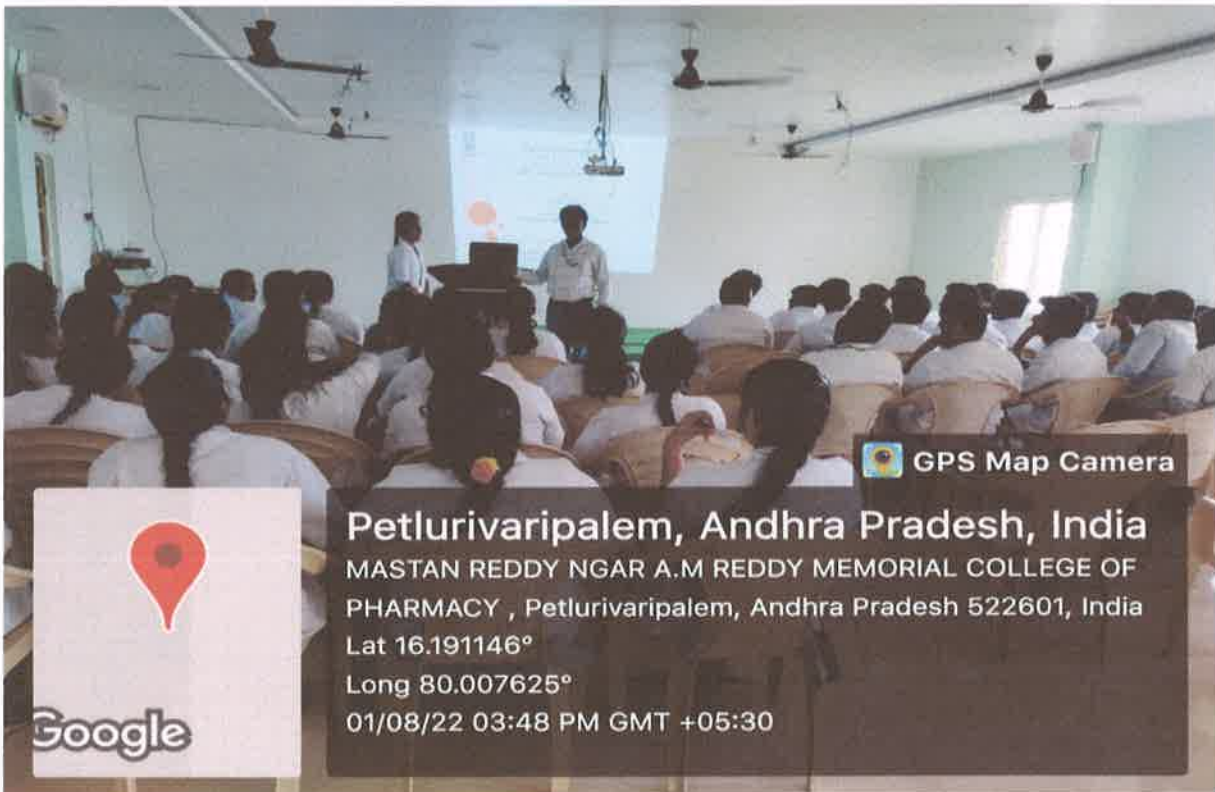 GPS Map Camera
Petlurivaripalem, Andhra Pradesh, India
MASTAN REDDY NGAR A.M REDDY MEMORIAL COLLEGE OF
PHARMACY , Petlurivaripalem, Andhra Pradesh 522601, India
Lat 16.191146°
Long 80.007625°
01/08/22 03:48 PM GMT +05:30
Google